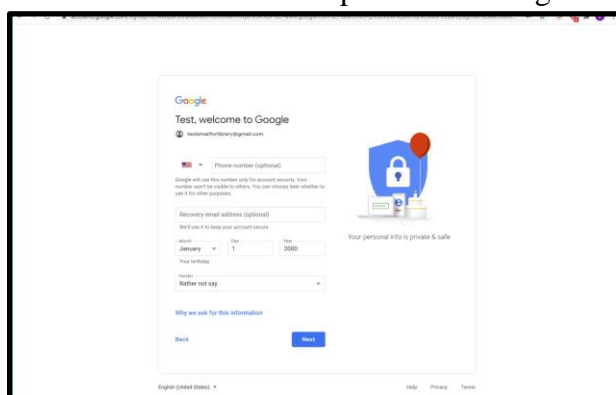 Google
Test, welcome to Google
testemailforlibrary@gmail.com
Phone number (optional)
Google will use this number only for account security. Your
number won't be visible to others. You can choose later whether to
use it for other purposes.
Recovery email address (optional)
We'll use it to keep your account secure
Your personal info is private & safe
Month Day Year
January 1 2000
Your birthday
Gender
Rather not say
Why we ask for this information
Back Next
English (United States) Help Privacy Terms